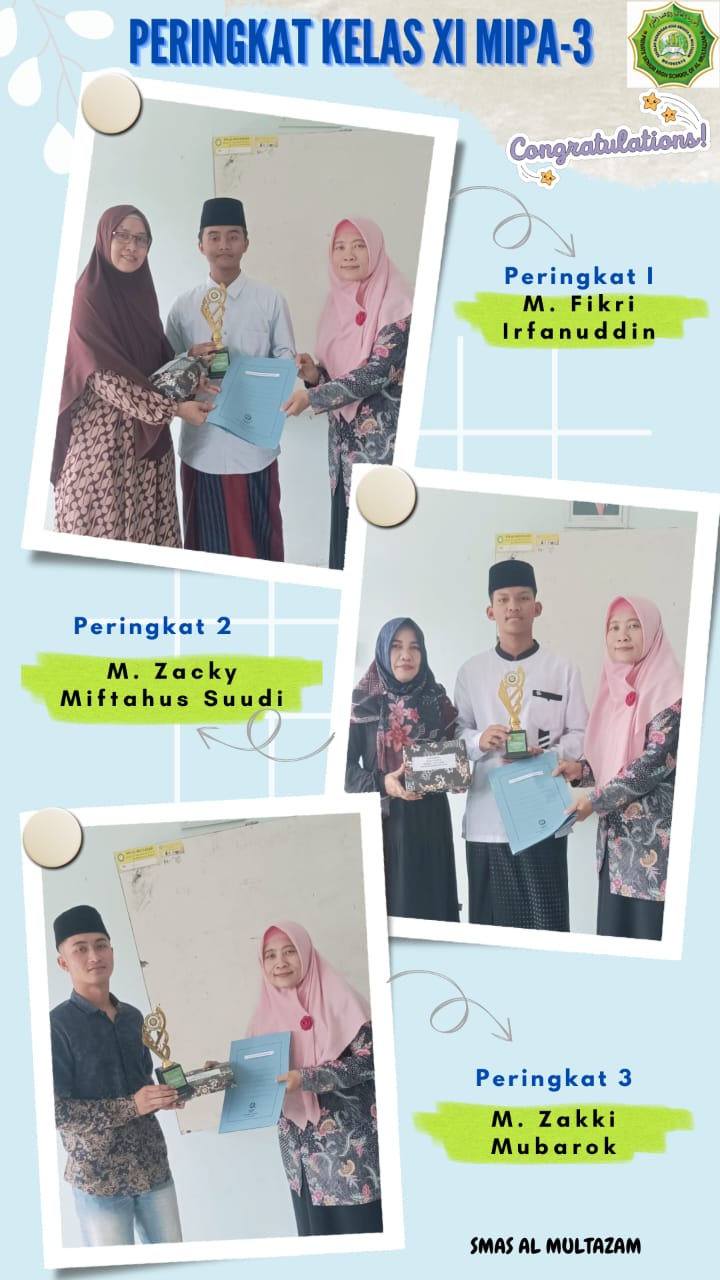 PERINGKAT KELAS XI MIPA-3
Congratulations!
Peringkat 1
M. Fikri
Irfanuddin
Peringkat 2
M. Zacky
Miftahus Suudi
Peringkat 3
M. Zakki
Mubarok
SMAS AL MULTAZAM